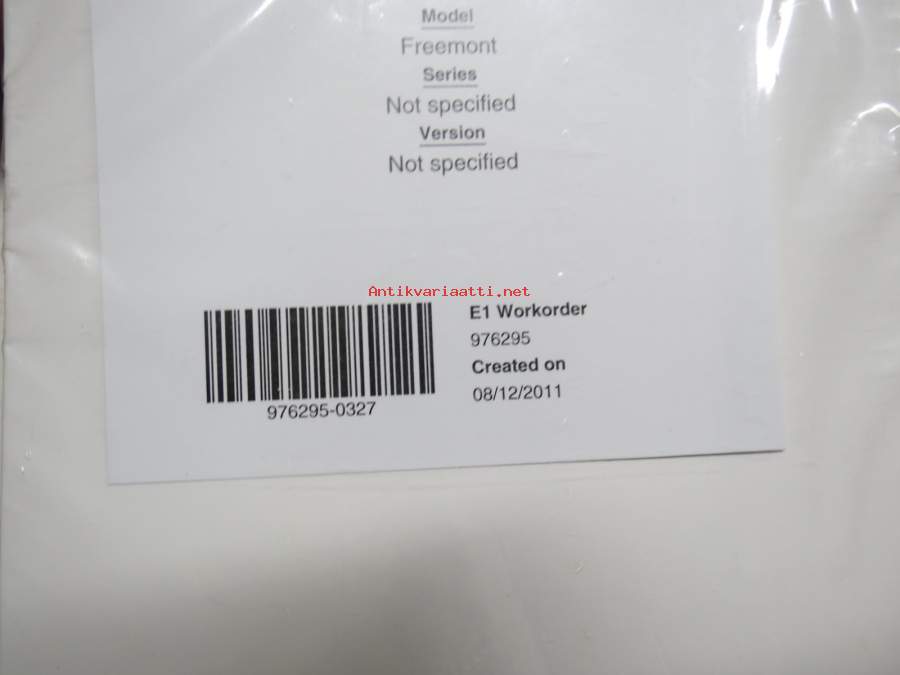 Model
Freemont
Series
Not specified
Version
Not specified
Antikvariaatti.net
E1 Workorder
976295
Created on
08/12/2011
976295-0327